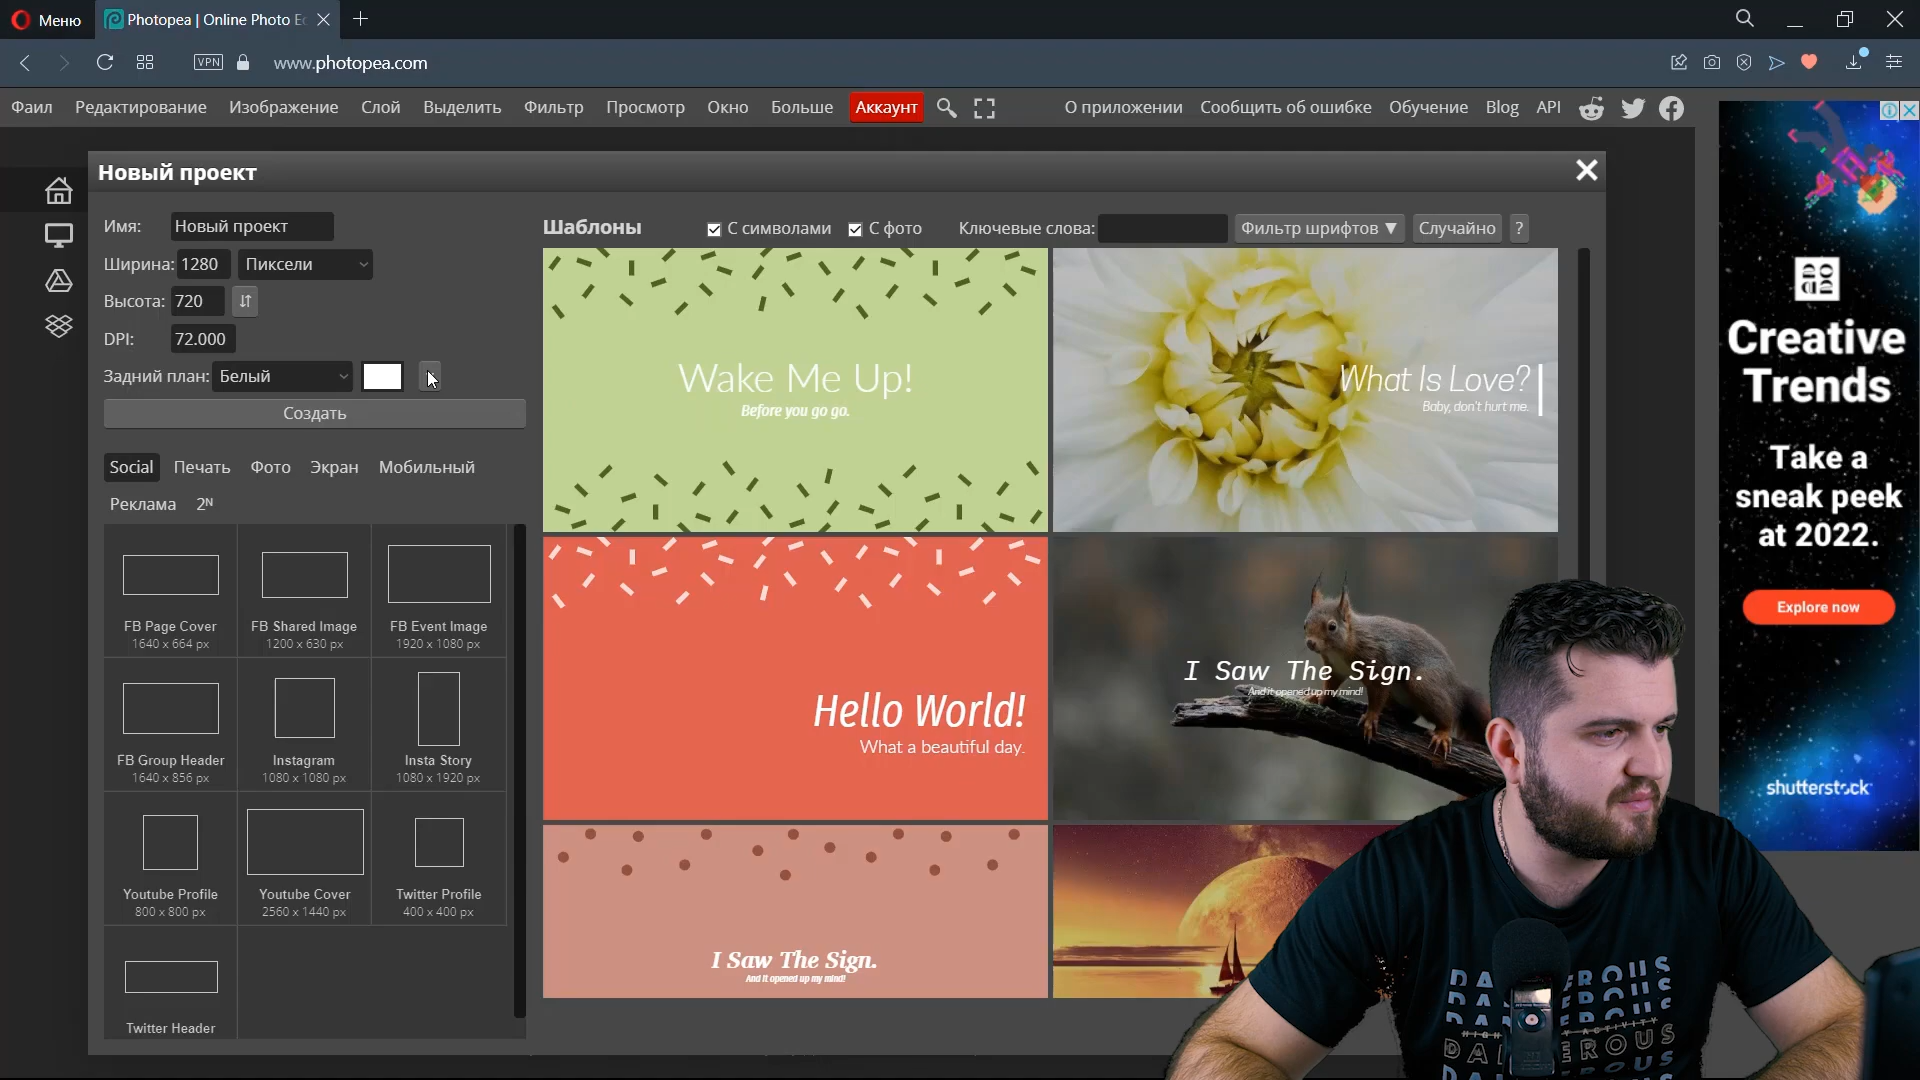 Меню
Photopea | Online Photo E
VPN
www.photopea.com
Фаил Редактирование Изображение Слой Выделить Фильтр Просмотр Окно Больше Аккаунт
О приложении Сообщить об ошибке Обучение Blog API
Новый проект
Имя: Новый проект
Ширина: 1280 Пиксели
Высота: 720
DPI: 72.000
Задний план: Белый
Создать
Social Печать Фото Экран Мобильный
Реклама 2ᴺ
FB Page Cover
1640 x 664 px
FB Shared Image
1200 x 630 px
FB Event Image
1920 x 1080 px
FB Group Header
1640 x 856 px
Instagram
1080 x 1080 px
Insta Story
1080 x 1920 px
Youtube Profile
800 x 800 px
Youtube Cover
2560 x 1440 px
Twitter Profile
400 x 400 px
Twitter Header
Шаблоны С символами С фото Ключевые слова: Фильтр шрифтов ▼ Случайно ?
Wake Me Up!
Before you go go.
What Is Love?
Baby, don't hurt me.
Hello World!
What a beautiful day.
I Saw The Sign.
And it opened up my mind!
I Saw The Sign.
And it opened up my mind!
Creative
Trends
Take a
sneak peek
at 2022.
Explore now
shutterstock